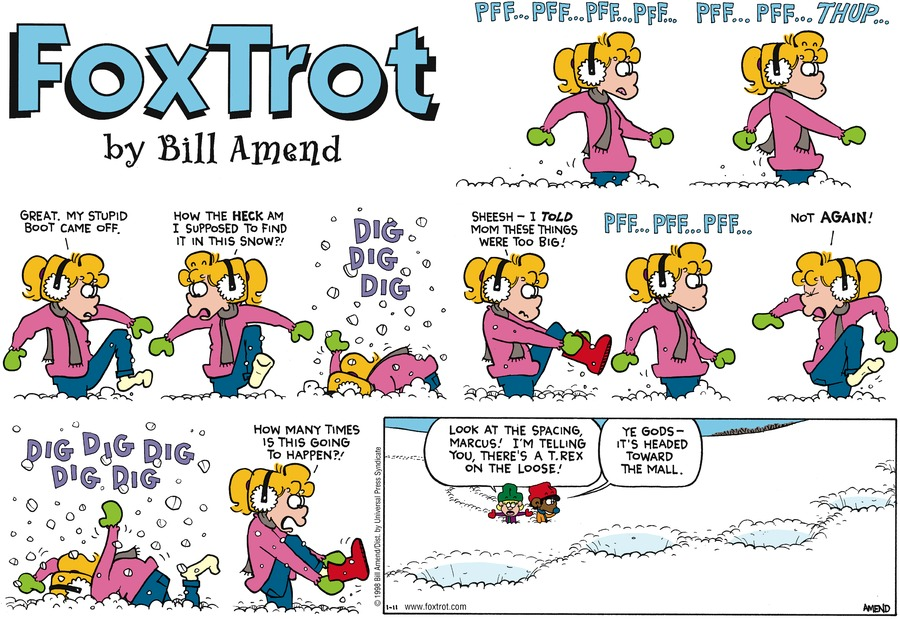 FoxTrot
by Bill Amend
PFF... PFF... PFF... PFF...
PFF... PFF... THUP...
GREAT. MY STUPID
BOOT CAME OFF.
HOW THE HECK AM
I SUPPOSED TO FIND
IT IN THIS SNOW?!
DIG
DIG
DIG
SHEESH – I TOLD
MOM THESE THINGS
WERE TOO BIG!
PFF... PFF... PFF...
NOT AGAIN!
DIG DIG DIG
DIG DIG
HOW MANY TIMES
IS THIS GOING
TO HAPPEN?!
© 1998 Bill Amend/Dist. by Universal Press Syndicate
LOOK AT THE SPACING,
MARCUS! I'M TELLING
YOU, THERE'S A T. REX
ON THE LOOSE!
YE GODS –
IT'S HEADED
TOWARD
THE MALL.
1-11 www.foxtrot.com
AMEND